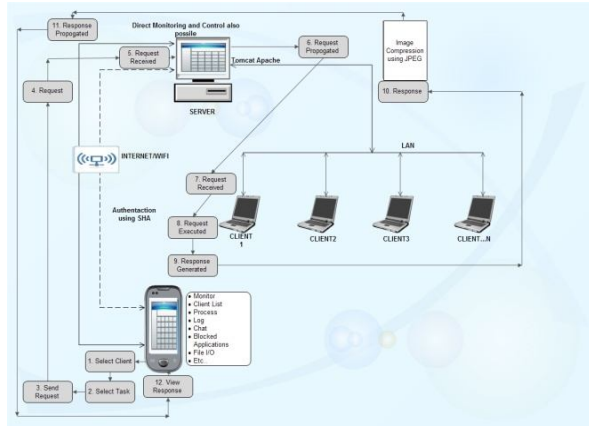 11. Response
Propogated
Direct Monitoring and Control also
possile
5. Request
Received
6. Request
Propogated
Tomcat Apache
Image
Compression
using JPEG
4. Request
10. Response
SERVER
LAN
INTERNET/WIFI
7. Request
Received
Authentaction
using SHA
8. Request
Executed
CLIENT
1
CLIENT2
CLIENT3
CLIENT...N
9. Response
Generated
• Monitor
• Client List
• Process
• Log
• Chat
• Blocked
Applications
• File I/O
• Etc..
1. Select Client
3. Send
Request
2. Select Task
12. View
Response